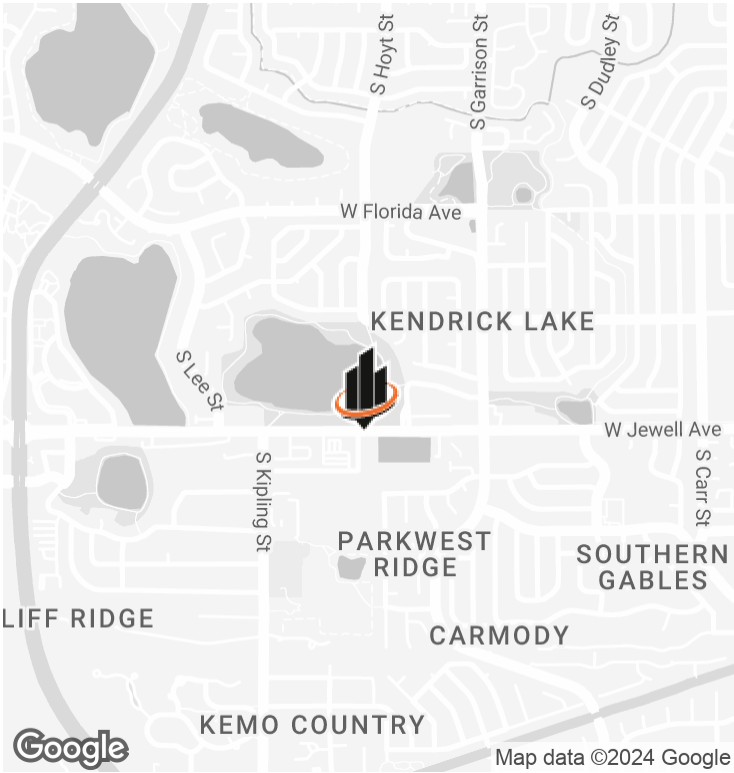 S Hoyt St
S Garrison St
S Dudley St
W Florida Ave
KENDRICK LAKE
S Lee St
W Jewell Ave
S Kipling St
S Carr St
PARKWEST
RIDGE
SOUTHERN
GABLES
LIFF RIDGE
CARMODY
KEMO COUNTRY
Google
Map data ©2024 Google